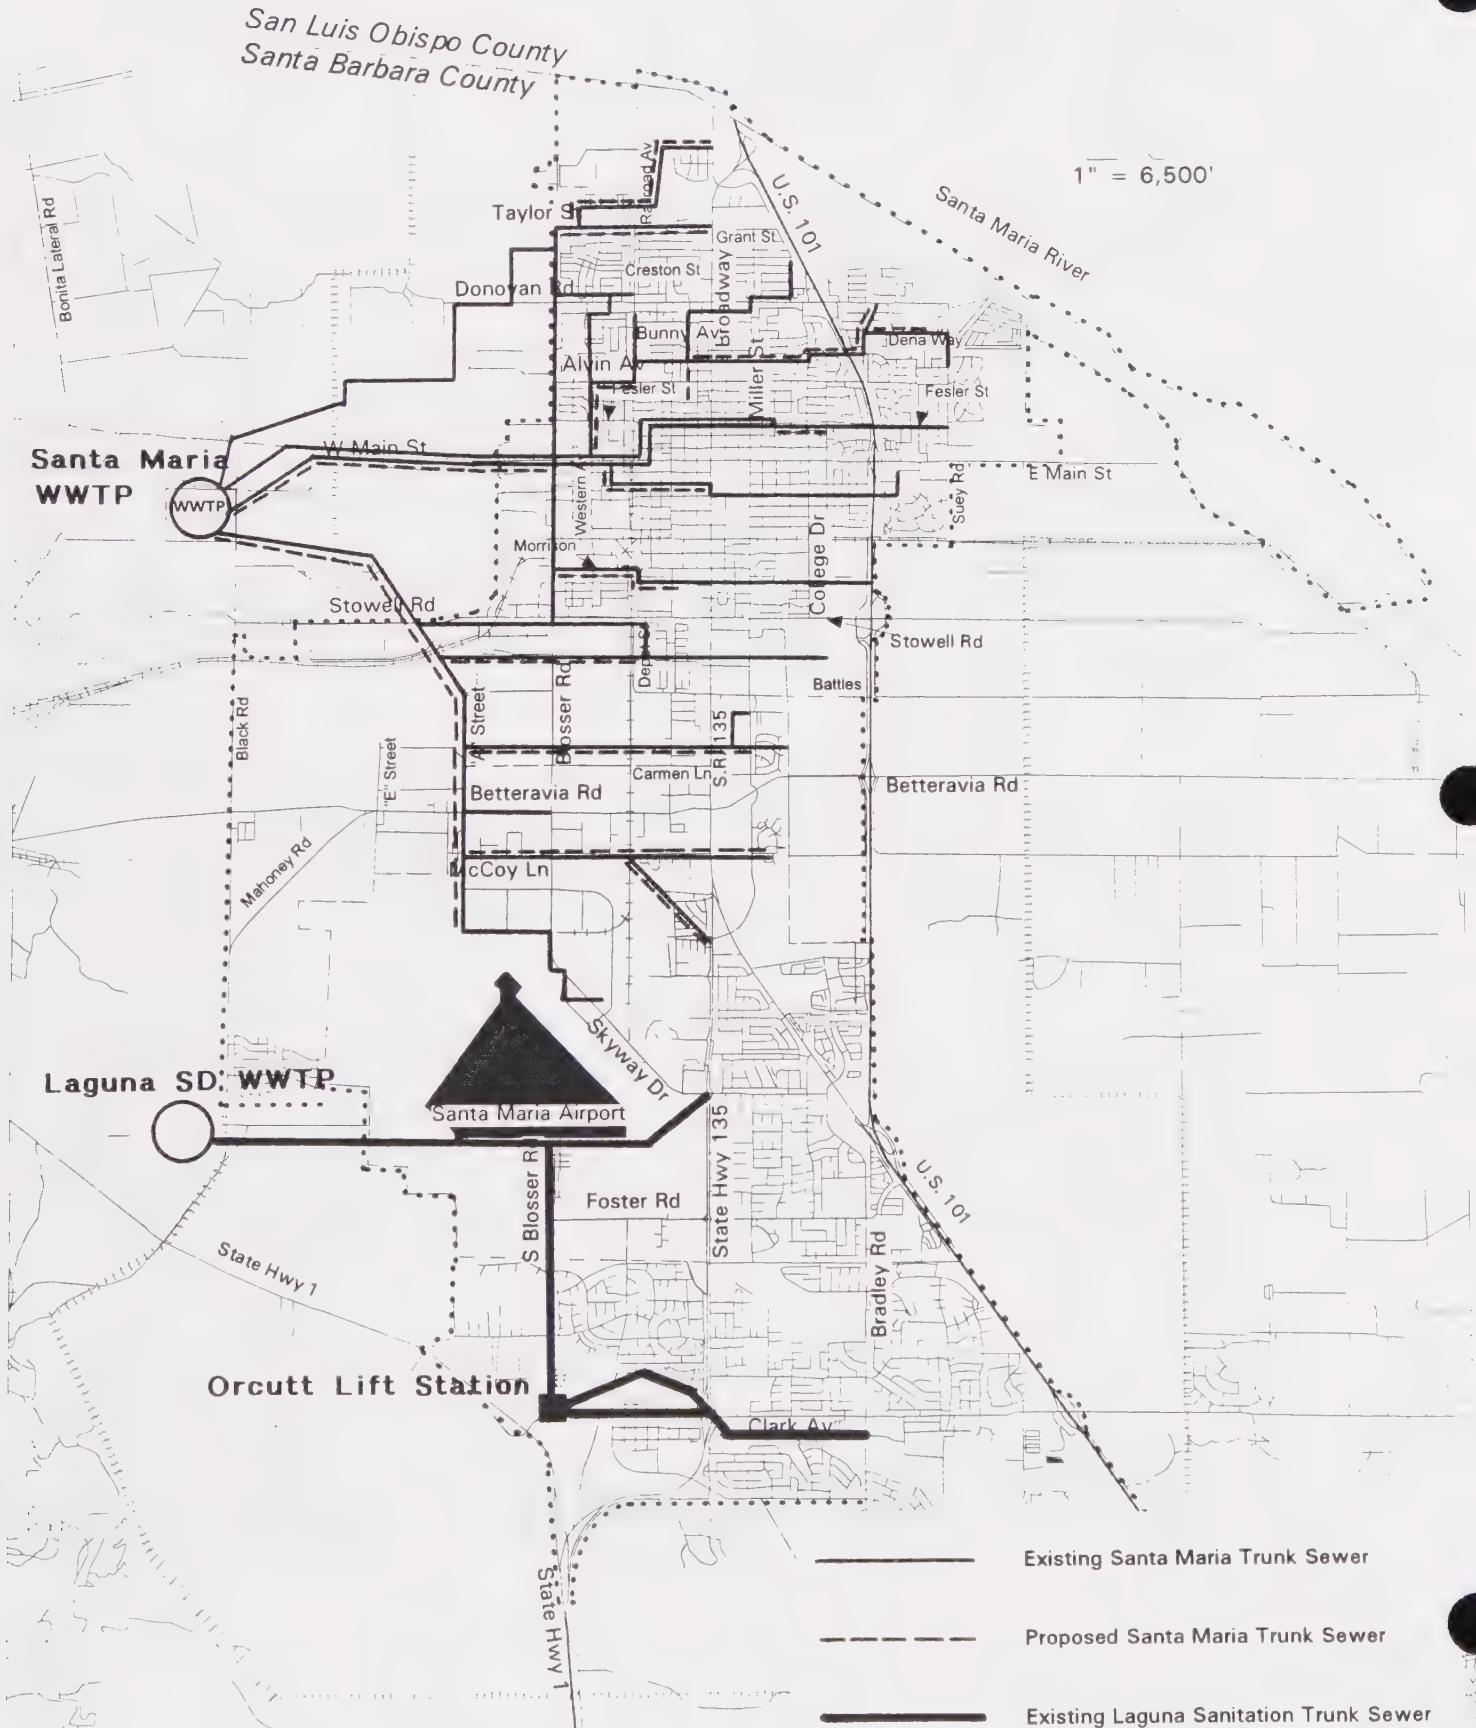 San Luis Obispo County
Santa Barbara County
1" = 6,500'
Bonita Lateral Rd
Railroad Av
U.S. 101
Santa Maria River
Taylor St
Grant St
Creston St
Broadway
Donovan Rd
Bunny Av
Dena Way
Alvin Av
Miller St
Fesler St
Fesler St
W Main St
Santa Maria
WWTP
WWTP
E Main St
Western Av
Suey Rd
Morrison
College Dr
Stowell Rd
Stowell Rd
Depot St
Battles
Black Rd
"A" Street
Blosser Rd
S.R. 135
"E" Street
Carmen Ln
Betteravia Rd
Betteravia Rd
Mahoney Rd
McCoy Ln
Skyway Dr
Laguna SD. WWTP
Santa Maria Airport
State Hwy 135
S Blosser Rd
Foster Rd
U.S. 101
State Hwy 1
Bradley Rd
Orcutt Lift Station
Clark Av
State Hwy 1
Existing Santa Maria Trunk Sewer
Proposed Santa Maria Trunk Sewer
Existing Laguna Sanitation Trunk Sewer